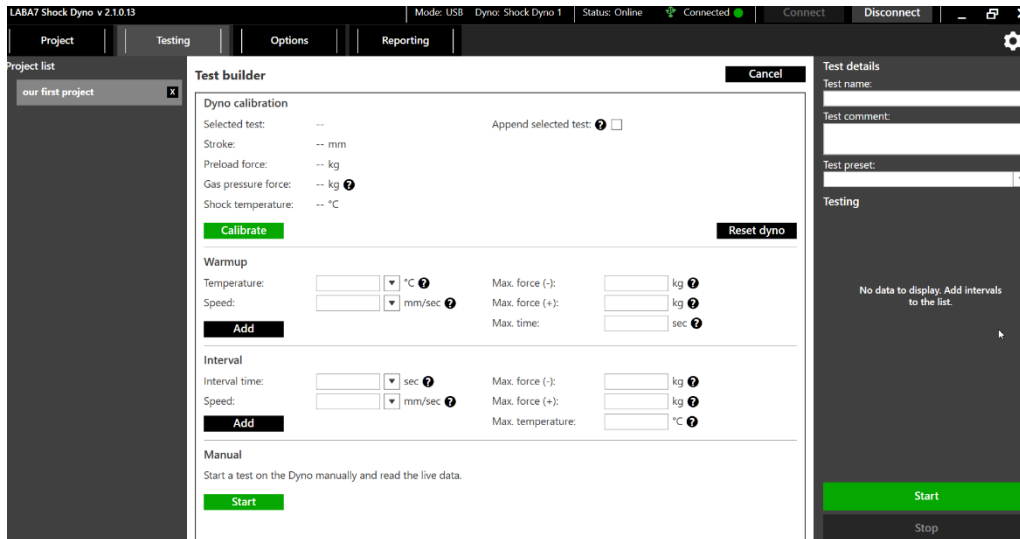 LABA7 Shock Dyno v 2.1.0.13
Mode: USB Dyno: Shock Dyno 1 Status: Online Connected Connect Disconnect
Project Testing Options Reporting
Project list
our first project X
Test builder Cancel
Dyno calibration
Selected test: -- Append selected test: ?
Stroke: -- mm
Preload force: -- kg
Gas pressure force: -- kg ?
Shock temperature: -- °C
Calibrate Reset dyno
Warmup
Temperature: °C ? Max. force (-): kg ?
Speed: mm/sec ? Max. force (+): kg ?
Add Max. time: sec ?
Interval
Interval time: sec ? Max. force (-): kg ?
Speed: mm/sec ? Max. force (+): kg ?
Add Max. temperature: °C ?
Manual
Start a test on the Dyno manually and read the live data.
Start
Test details
Test name:
Test comment:
Test preset:
Testing
No data to display. Add intervals
to the list.
Start
Stop